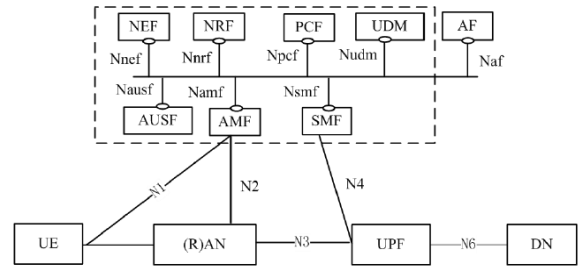 NEF NRF PCF UDM AF
Nnef Nnrf Npcf Nudm Naf
Nausf Namf Nsmf
AUSF AMF SMF
N1 N2 N4
UE (R)AN N3 UPF N6 DN